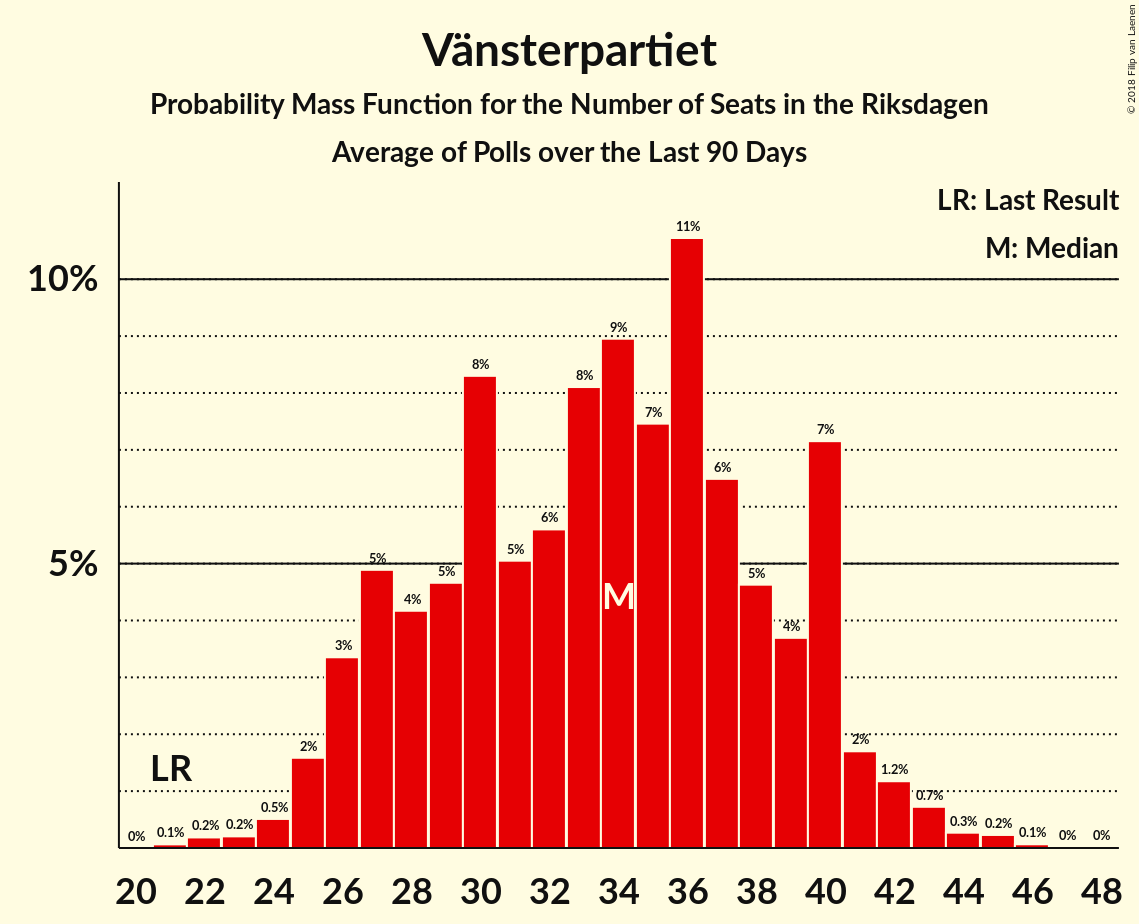 Vänsterpartiet
Probability Mass Function for the Number of Seats in the Riksdagen
Average of Polls over the Last 90 Days
© 2018 Filip van Laenen
LR: Last Result
M: Median
10%
5%
LR
M
0% 0.1% 0.2% 0.2% 0.5% 2% 3% 5% 4% 5% 8% 5% 6% 8% 9% 7% 11% 6% 5% 4% 7% 2% 1.2% 0.7% 0.3% 0.2% 0.1% 0% 0%
20 22 24 26 28 30 32 34 36 38 40 42 44 46 48